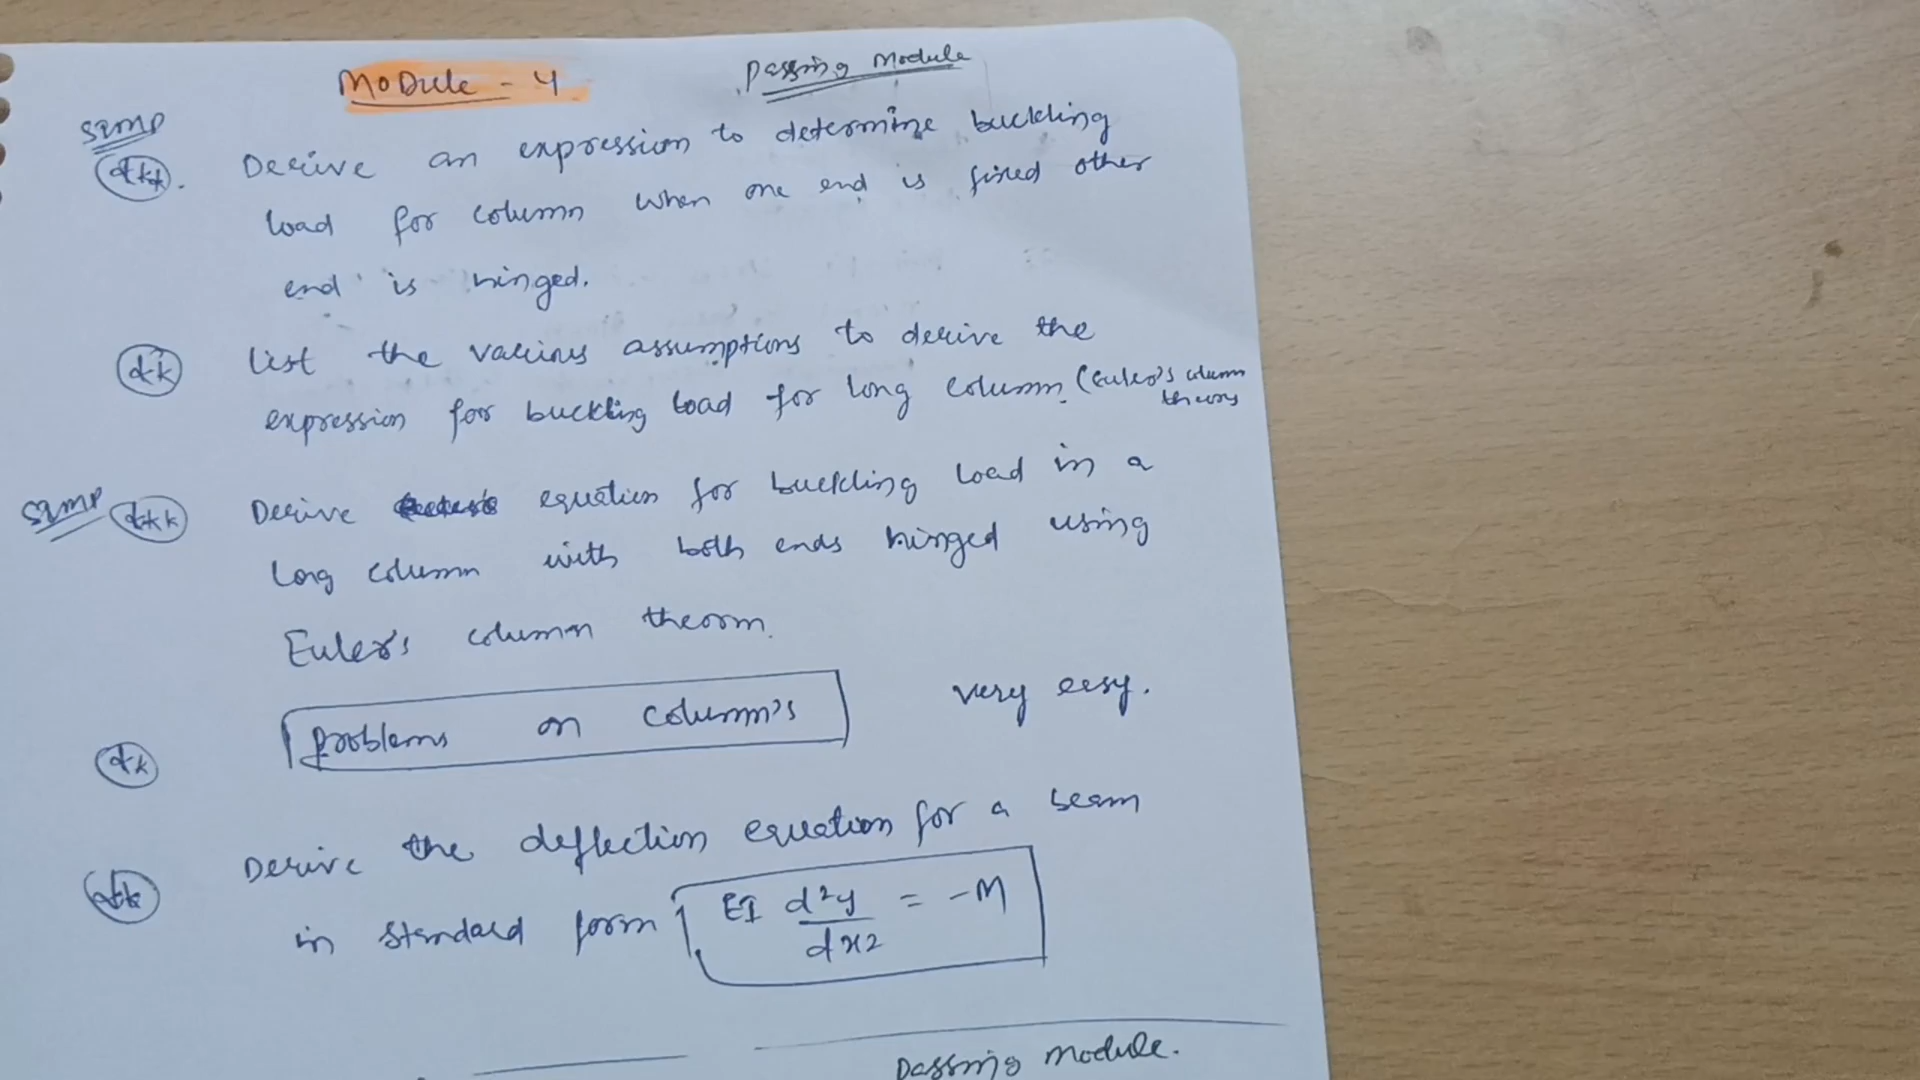 MODULE - 4
Passing Module
SIMP
Derive an expression to determine buckling
load for column when one end is fixed other
end is hinged.
List the various assumptions to derive the
expression for buckling load for long column. (Euler's column
theory
SIMP
Derive equation for buckling load in a
long column with both ends hinged using
Euler's column theorm.
Problems on column's very easy.
Derive the deflection equation for a beam
in standard form EI d²y/dx2 = -M
Passing Module.